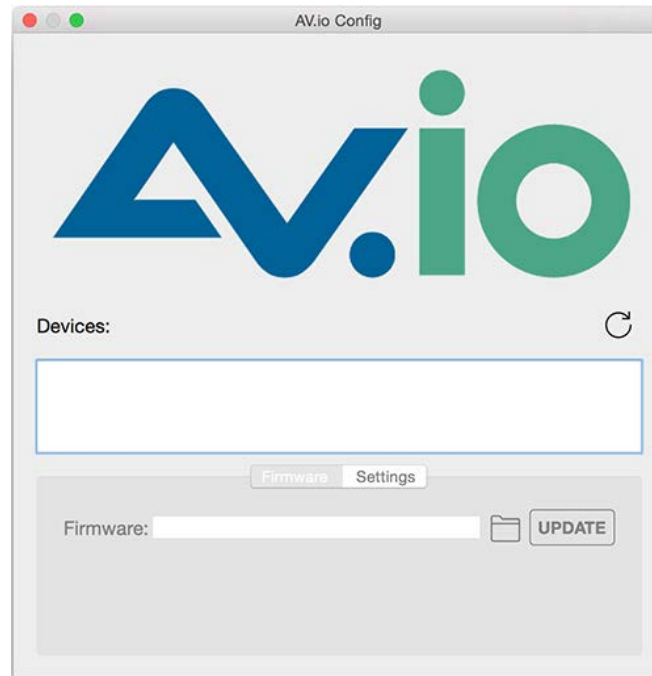 AV.io Config
AV.io
Devices:
Firmware Settings
Firmware: UPDATE